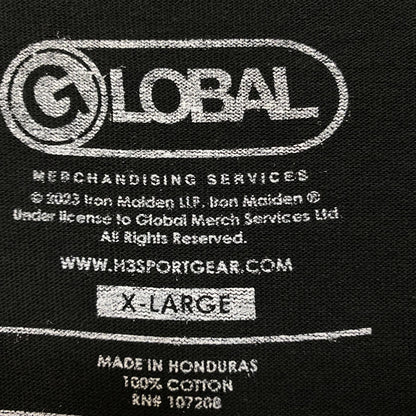 GLOBAL
MERCHANDISING SERVICES
© 2023 Iron Maiden LLP. Iron Maiden ®
Under license to Global Merch Services Ltd
All Rights Reserved.
WWW.H3SPORTGEAR.COM
X-LARGE
MADE IN HONDURAS
100% COTTON
RN# 107208